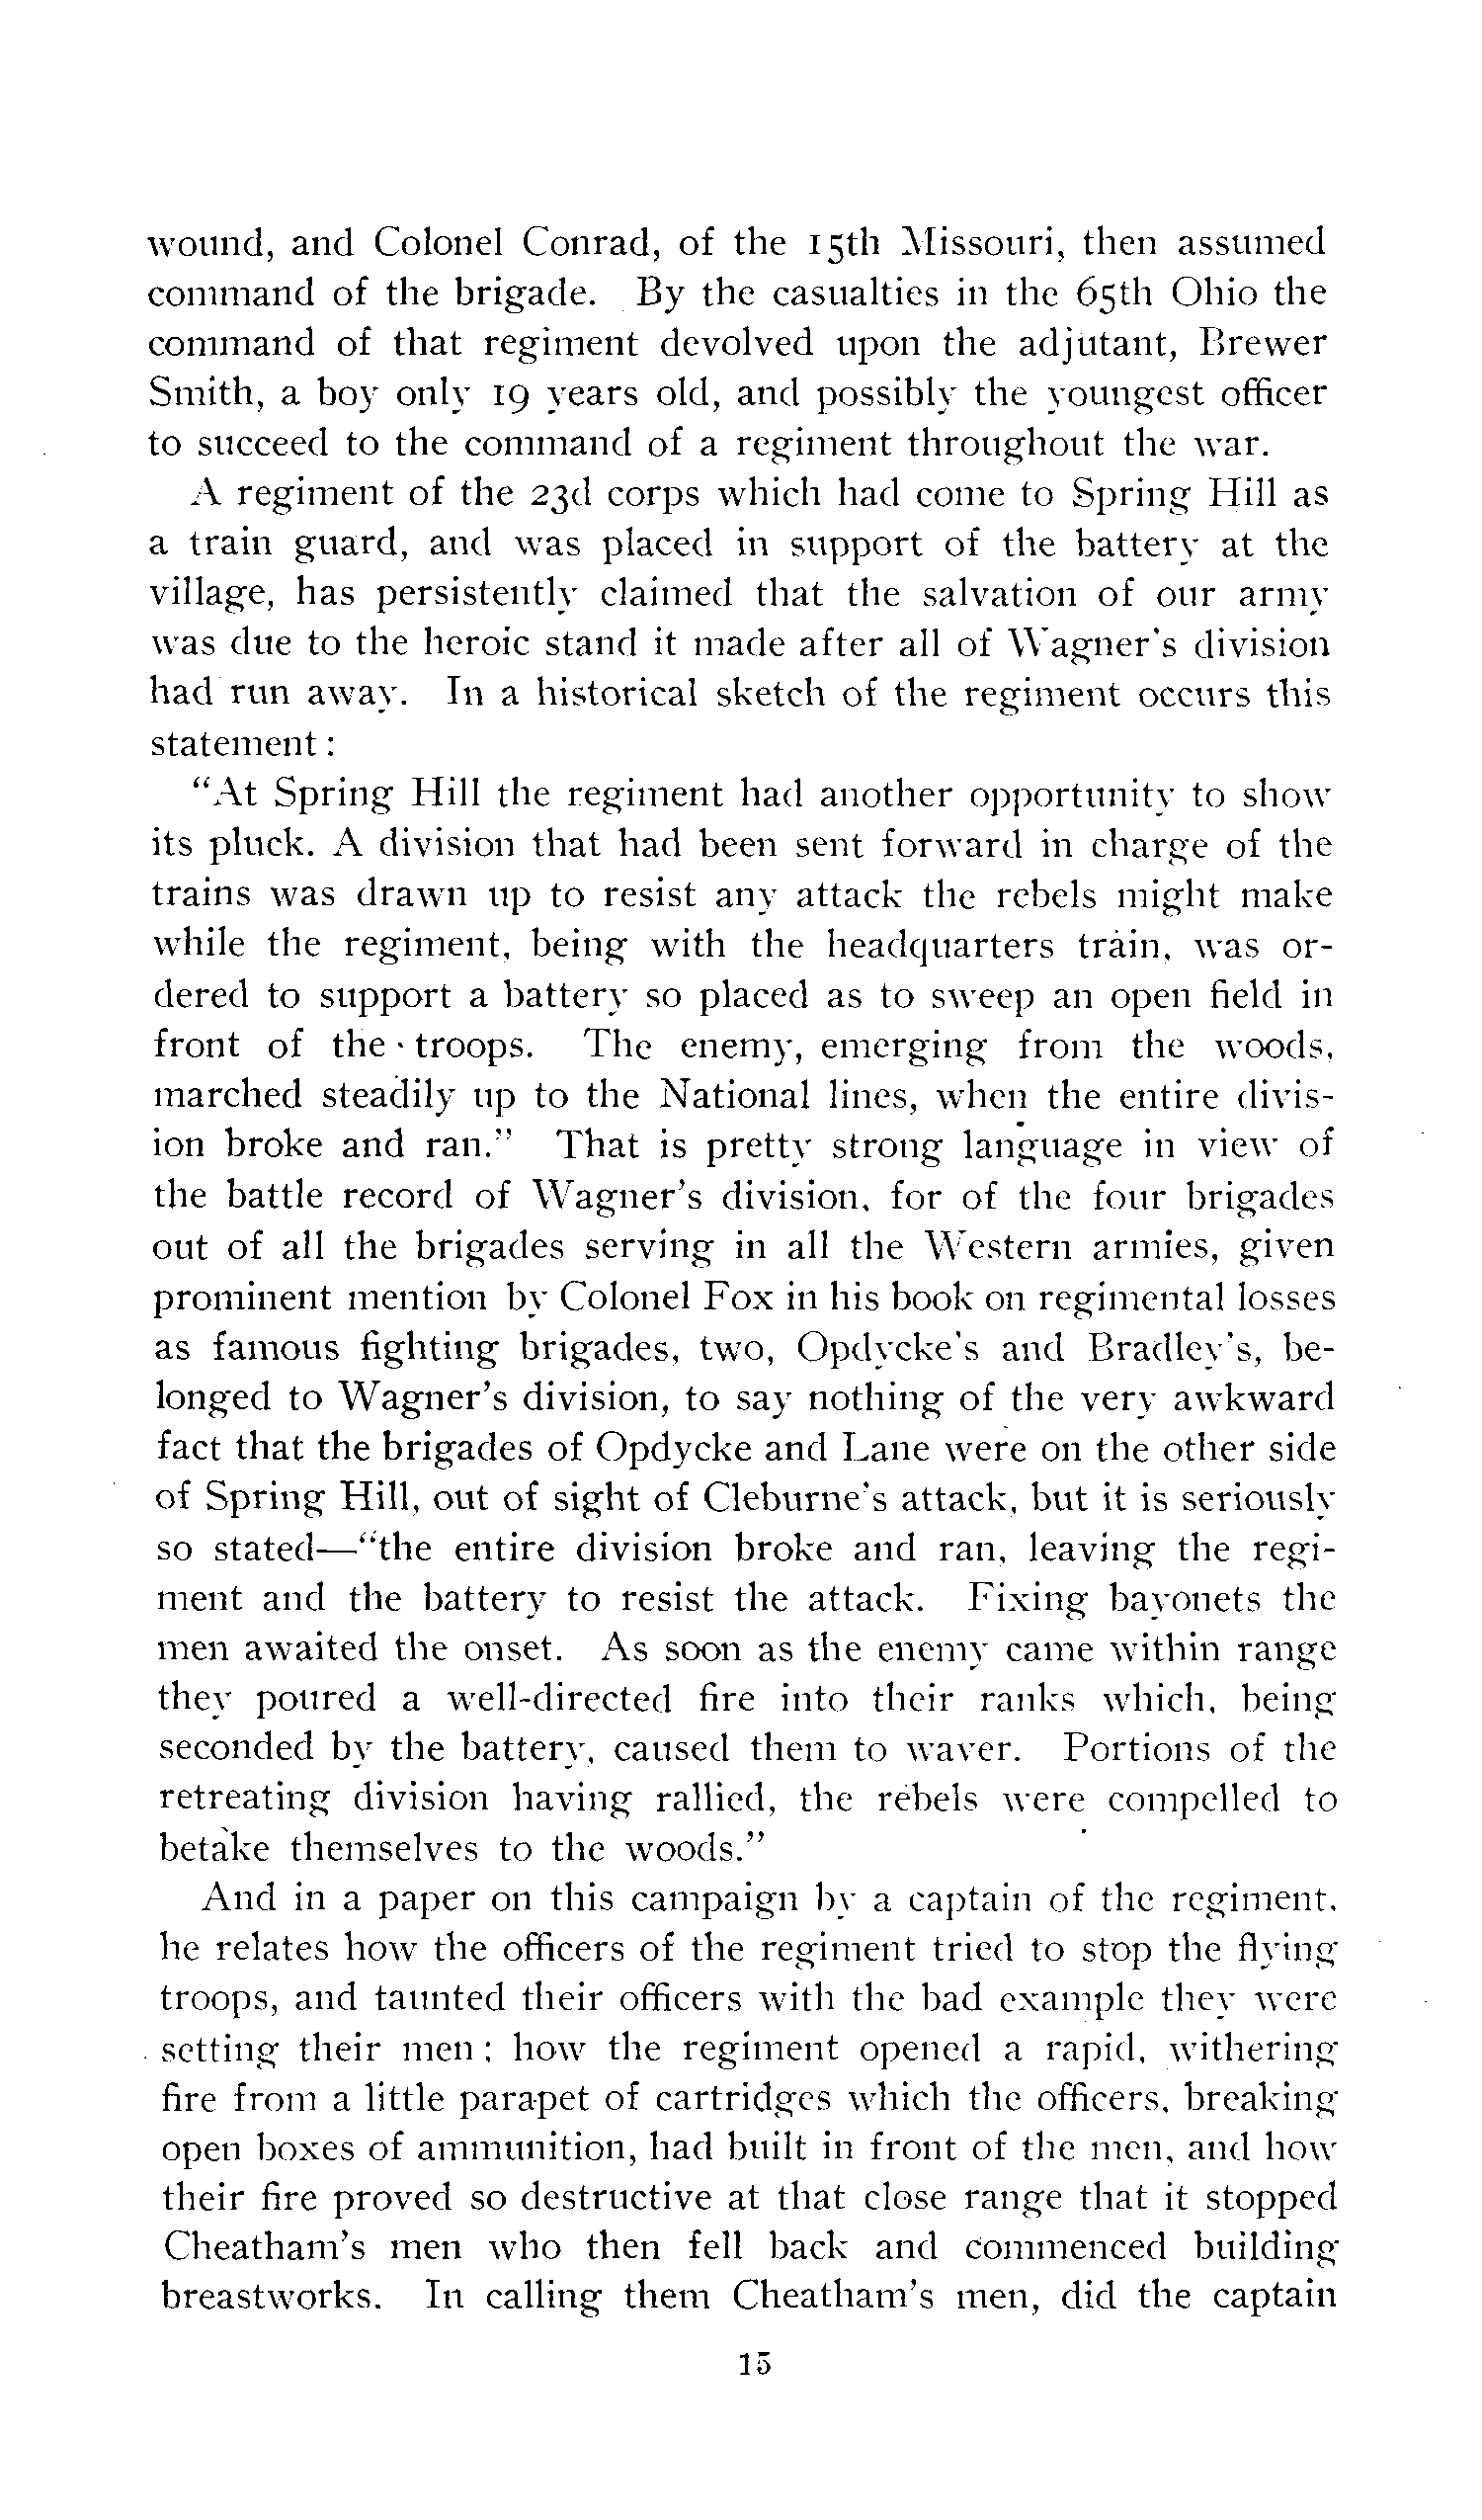 wound, and Colonel Conrad, of the 15th Missouri, then assumed
command of the brigade. By the casualties in the 65th Ohio the
command of that regiment devolved upon the adjutant, Brewer
Smith, a boy only 19 years old, and possibly the youngest officer
to succeed to the command of a regiment throughout the war.
A regiment of the 23d corps which had come to Spring Hill as
a train guard, and was placed in support of the battery at the
village, has persistently claimed that the salvation of our army
was due to the heroic stand it made after all of Wagner's division
had run away. In a historical sketch of the regiment occurs this
statement:
"At Spring Hill the regiment had another opportunity to show
its pluck. A division that had been sent forward in charge of the
trains was drawn up to resist any attack the rebels might make
while the regiment, being with the headquarters train, was or-
dered to support a battery so placed as to sweep an open field in
front of the troops. The enemy, emerging from the woods,
marched steadily up to the National lines, when the entire divis-
ion broke and ran." That is pretty strong language in view of
the battle record of Wagner's division, for of the four brigades
out of all the brigades serving in all the Western armies, given
prominent mention by Colonel Fox in his book on regimental losses
as famous fighting brigades, two, Opdycke's and Bradley's, be-
longed to Wagner's division, to say nothing of the very awkward
fact that the brigades of Opdycke and Lane were on the other side
of Spring Hill, out of sight of Cleburne's attack, but it is seriously
so stated—"the entire division broke and ran, leaving the regi-
ment and the battery to resist the attack. Fixing bayonets the
men awaited the onset. As soon as the enemy came within range
they poured a well-directed fire into their ranks which, being
seconded by the battery, caused them to waver. Portions of the
retreating division having rallied, the rebels were compelled to
betake themselves to the woods."
And in a paper on this campaign by a captain of the regiment,
he relates how the officers of the regiment tried to stop the flying
troops, and taunted their officers with the bad example they were
setting their men; how the regiment opened a rapid, withering
fire from a little parapet of cartridges which the officers, breaking
open boxes of ammunition, had built in front of the men, and how
their fire proved so destructive at that close range that it stopped
Cheatham's men who then fell back and commenced building
breastworks. In calling them Cheatham's men, did the captain
15